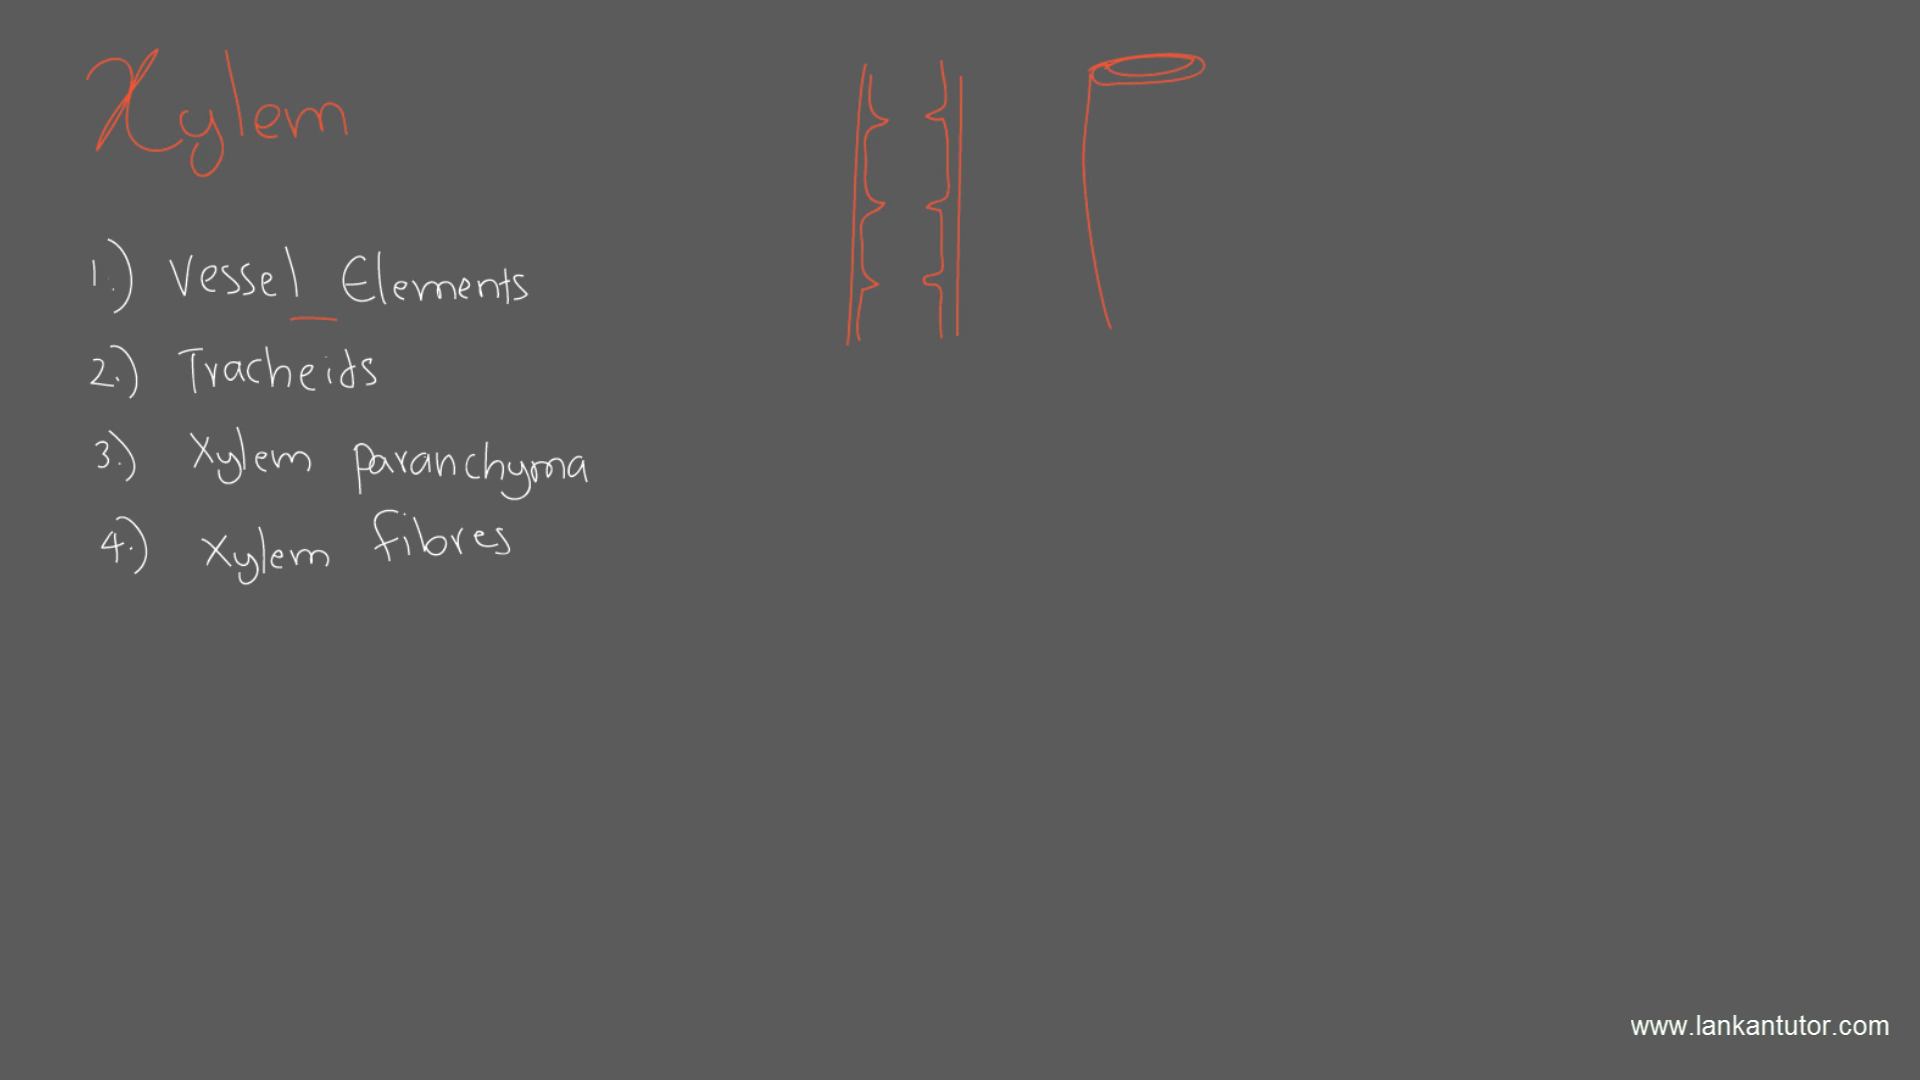 Xylem
1.) Vessel Elements
2.) Tracheids
3.) Xylem paranchyma
4.) Xylem fibres
www.lankantutor.com